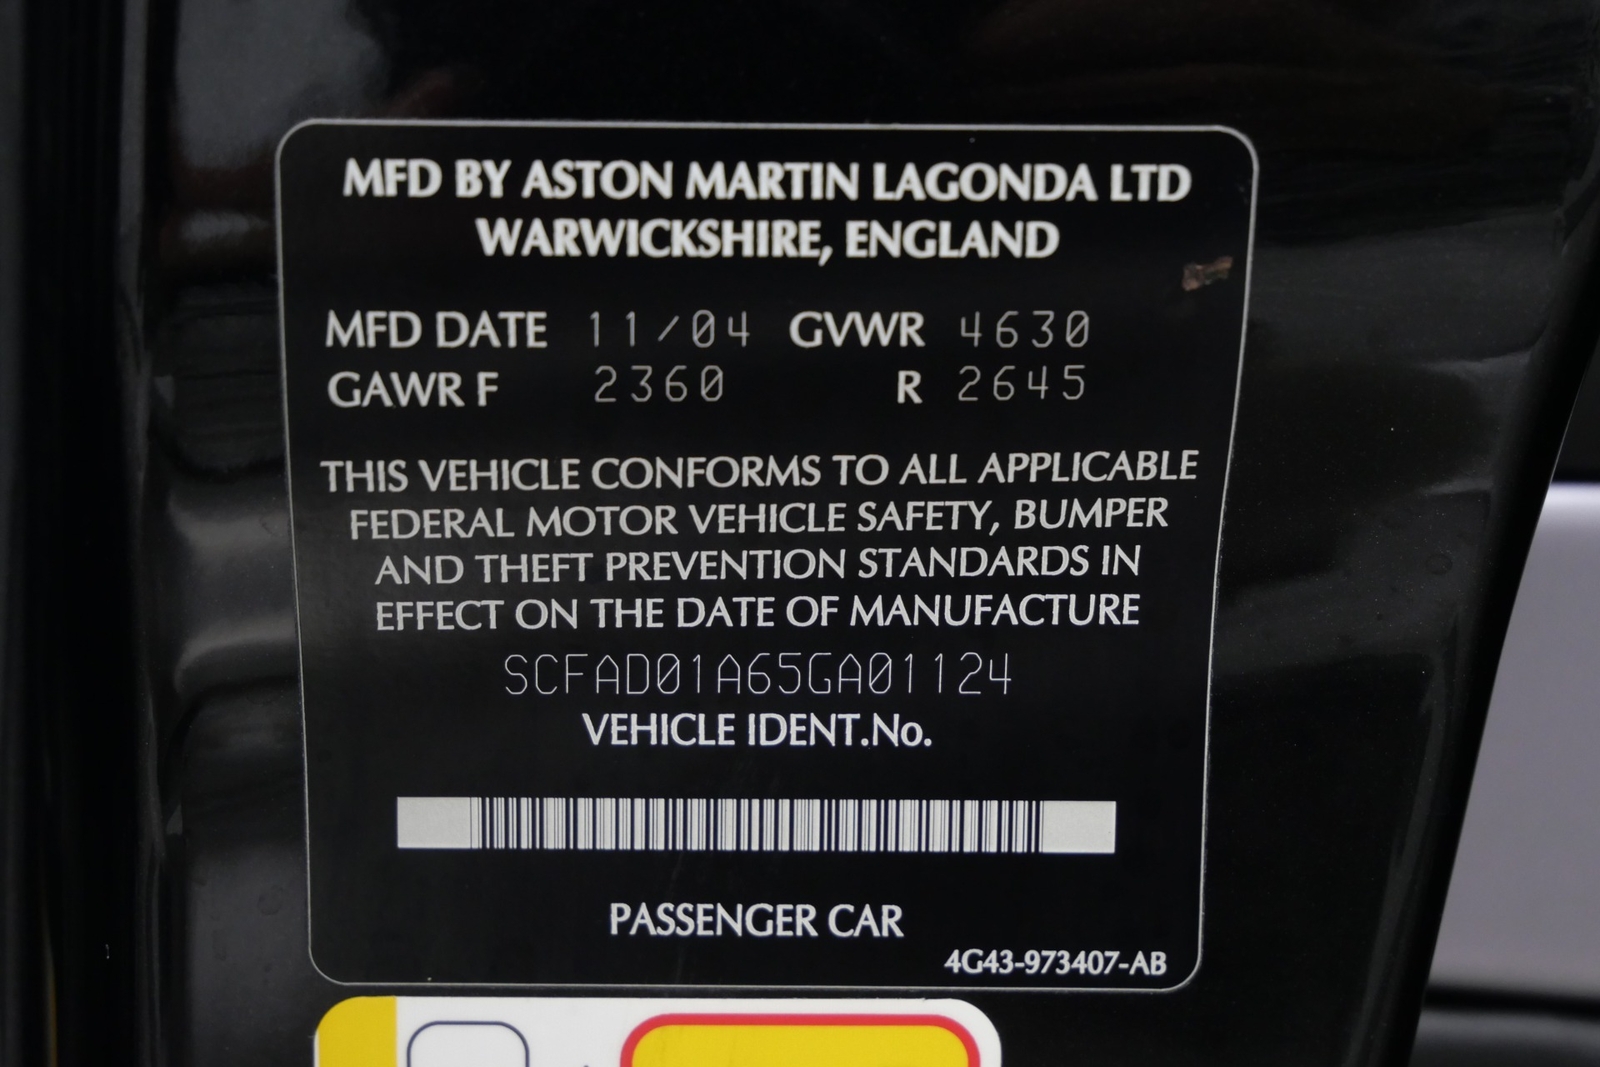 MFD BY ASTON MARTIN LAGONDA LTD
WARWICKSHIRE, ENGLAND
MFD DATE 11/04 GVWR 4630
GAWR F 2360 R 2645
THIS VEHICLE CONFORMS TO ALL APPLICABLE
FEDERAL MOTOR VEHICLE SAFETY, BUMPER
AND THEFT PREVENTION STANDARDS IN
EFFECT ON THE DATE OF MANUFACTURE
SCFAD01A65GA01124
VEHICLE IDENT.No.
PASSENGER CAR
4G43-973407-AB